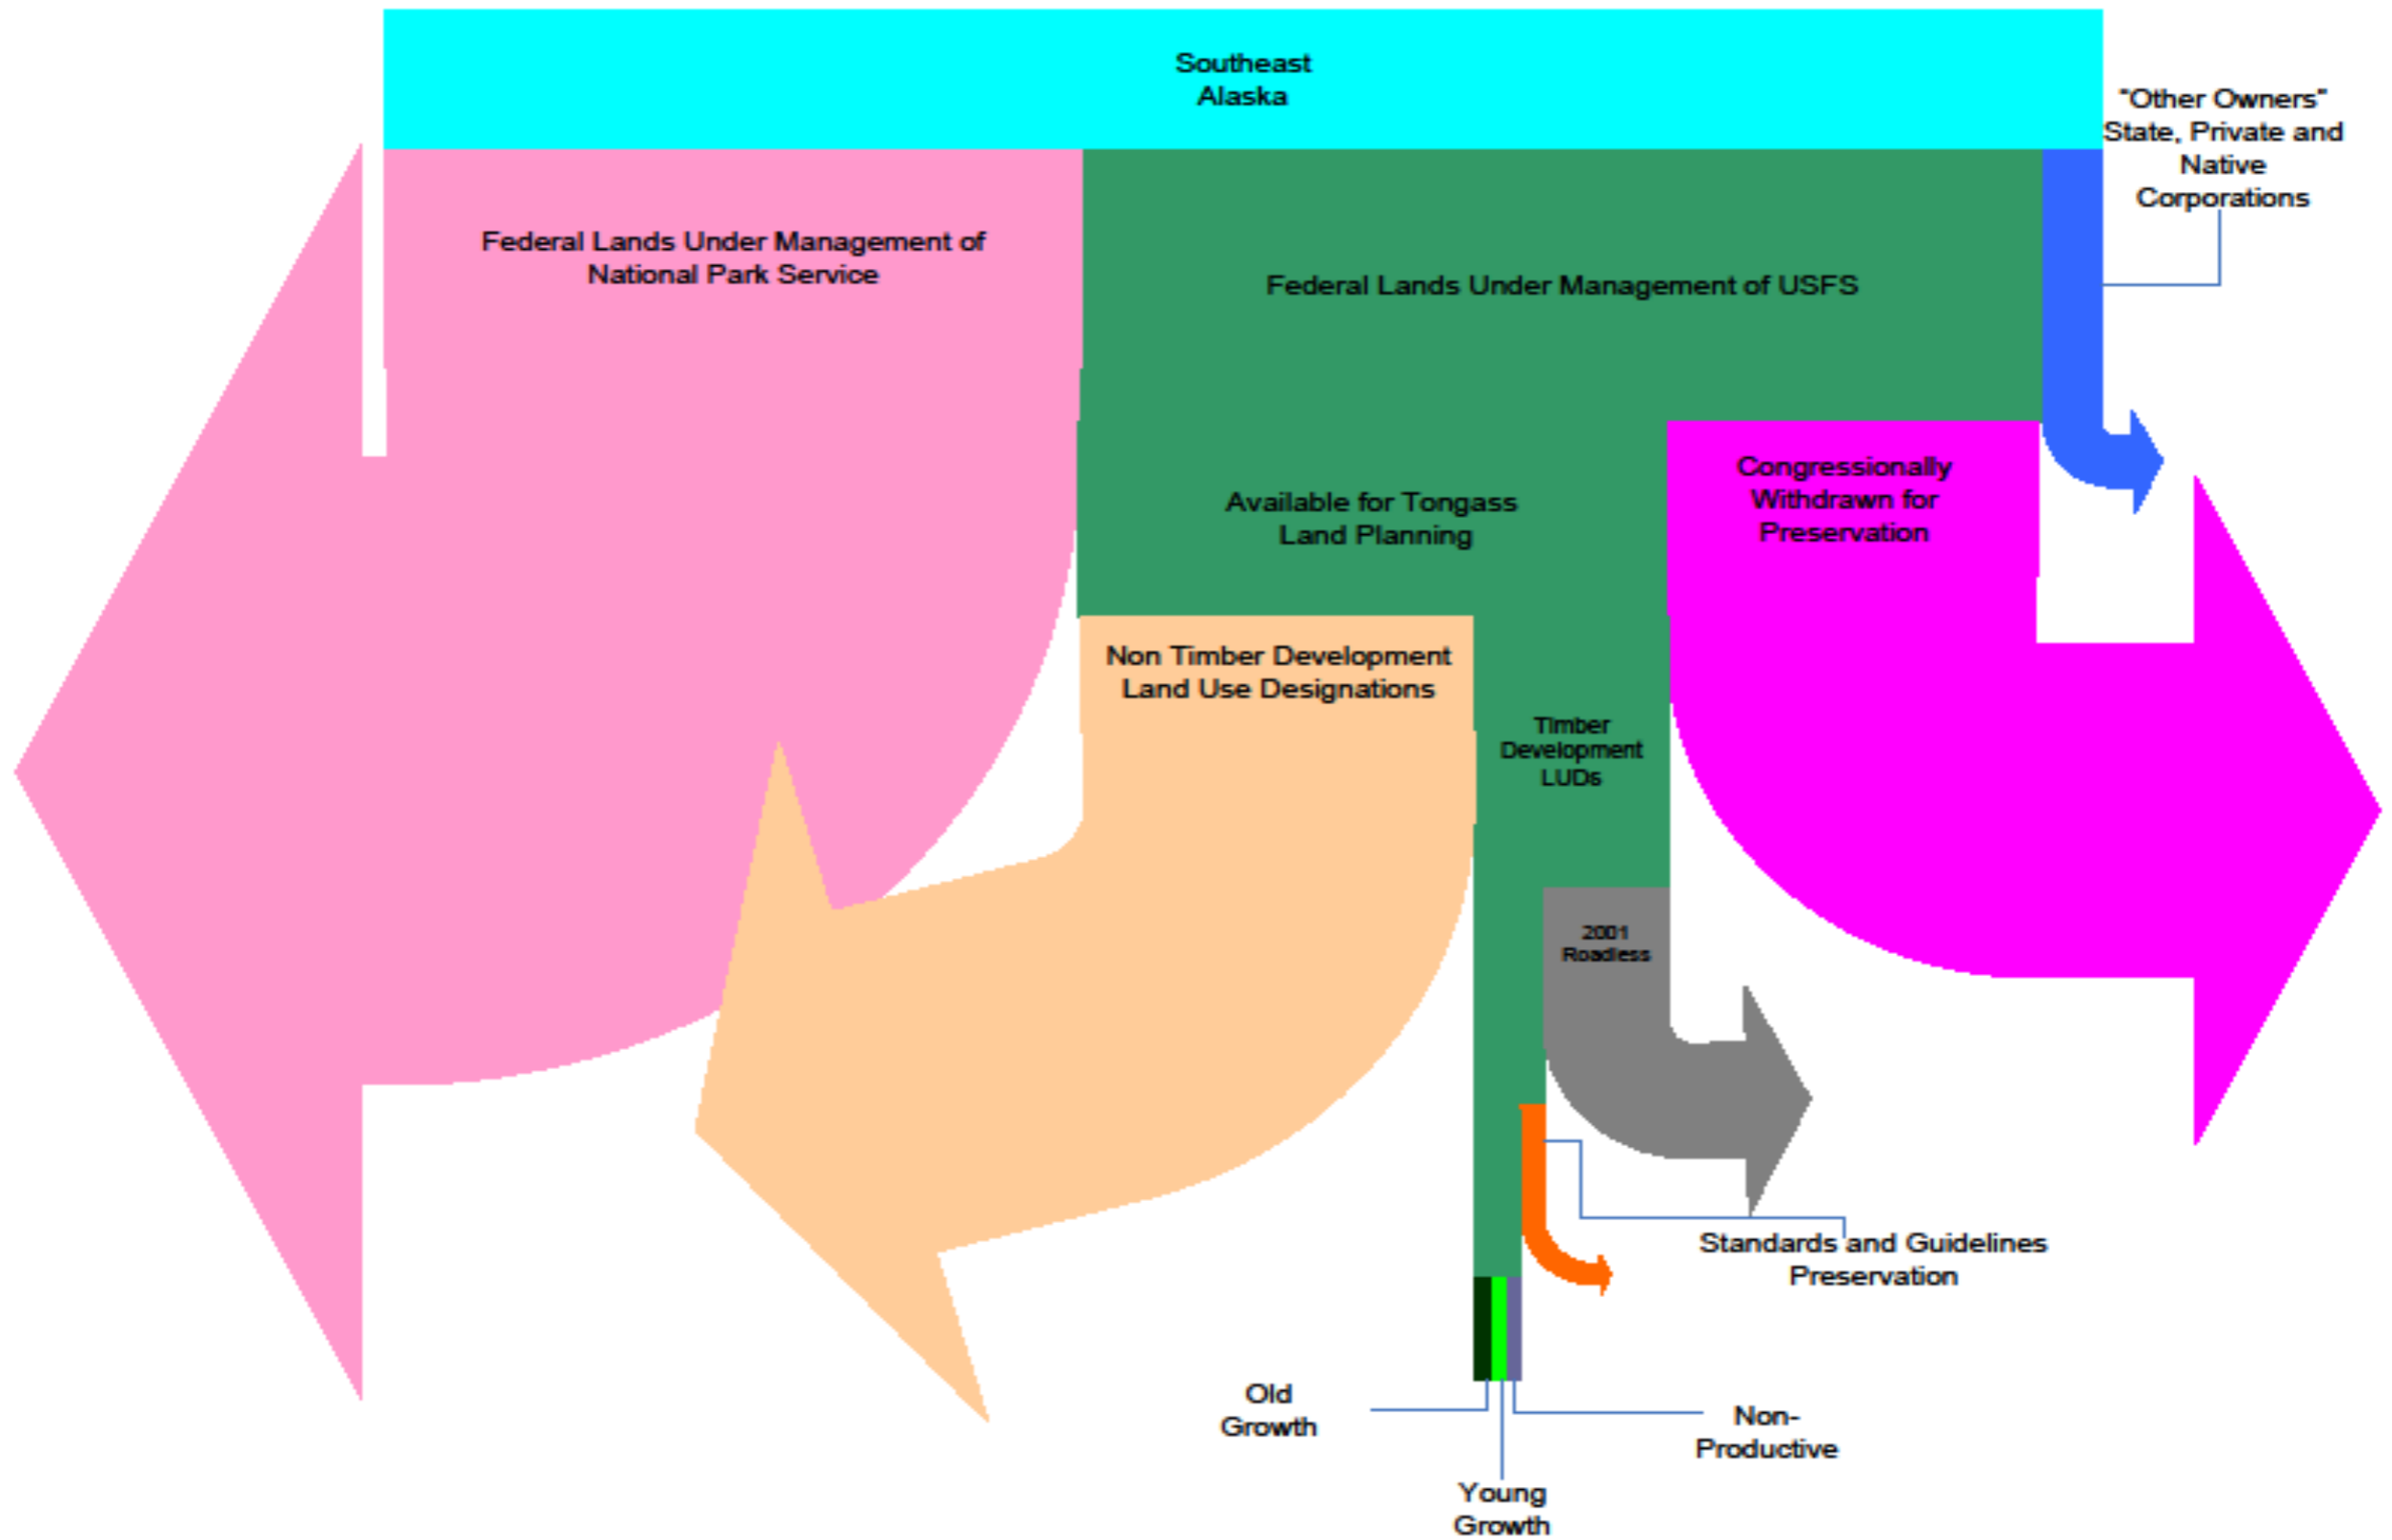 Southeast
Alaska
"Other Owners"
State, Private and
Native
Corporations
Federal Lands Under Management of
National Park Service
Federal Lands Under Management of USFS
Congressionally
Withdrawn for
Preservation
Available for Tongass
Land Planning
Non Timber Development
Land Use Designations
Timber
Development
LUDs
2001
Roadless
Standards and Guidelines
Preservation
Old
Growth
Non-
Productive
Young
Growth